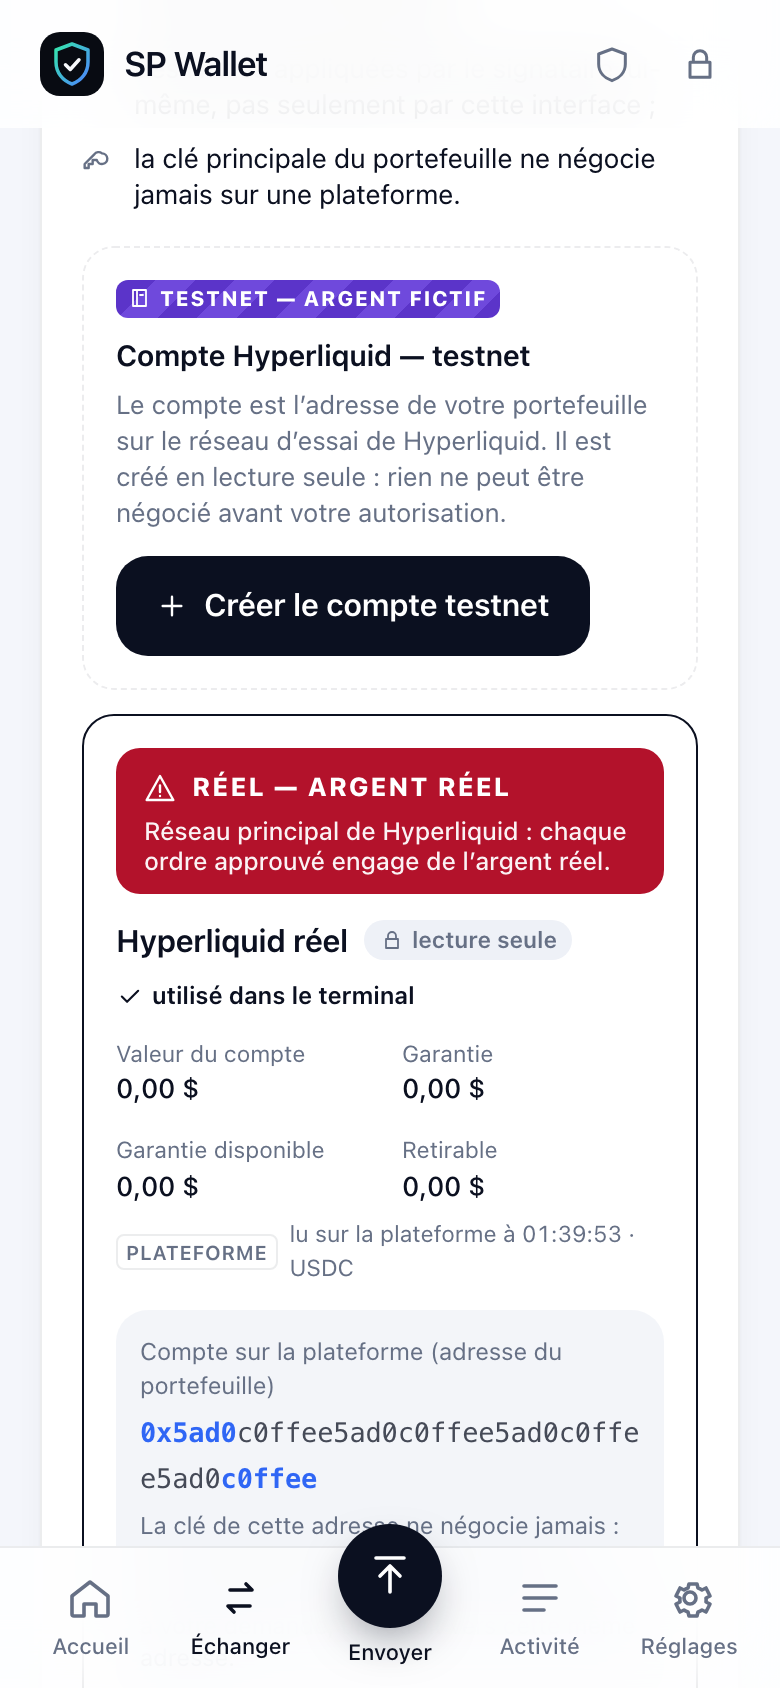 SP Wallet
même, pas seulement par cette interface ;
la clé principale du portefeuille ne négocie
jamais sur une plateforme.
TESTNET — ARGENT FICTIF
Compte Hyperliquid — testnet
Le compte est l’adresse de votre portefeuille
sur le réseau d’essai de Hyperliquid. Il est
créé en lecture seule : rien ne peut être
négocié avant votre autorisation.
Créer le compte testnet
RÉEL — ARGENT RÉEL
Réseau principal de Hyperliquid : chaque
ordre approuvé engage de l’argent réel.
Hyperliquid réel
lecture seule
utilisé dans le terminal
Valeur du compte
Garantie
0,00 $
0,00 $
Garantie disponible
Retirable
0,00 $
0,00 $
PLATEFORME
lu sur la plateforme à 01:39:53 ·
USDC
Compte sur la plateforme (adresse du
portefeuille)
0x5ad0c0ffee5ad0c0ffee5ad0c0ffe
e5ad0c0ffee
La clé de cette adresse ne négocie jamais :
Accueil
Échanger
Envoyer
Activité
Réglages